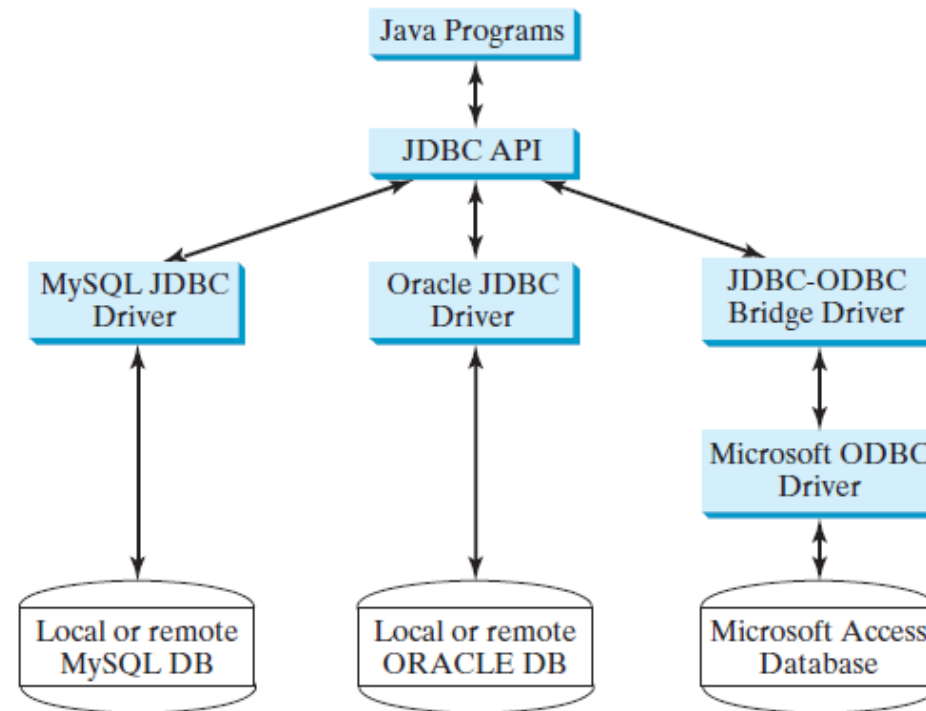 Java Programs
JDBC API
MySQL JDBC
Driver
Oracle JDBC
Driver
JDBC-ODBC
Bridge Driver
Microsoft ODBC
Driver
Local or remote
MySQL DB
Local or remote
ORACLE DB
Microsoft Access
Database